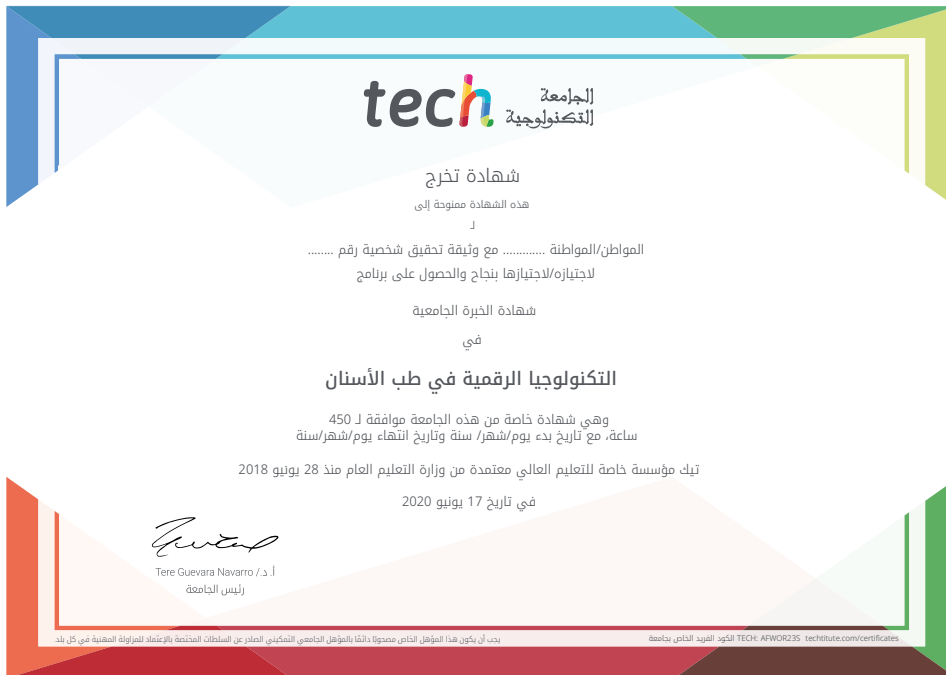 tech الجامعة
التكنولوجية
شهادة تخرج
هذه الشهادة ممنوحة إلى
لـ
المواطن/المواطنة ............. مع وثيقة تحقيق شخصية رقم ........
لاجتيازه/لاجتيازها بنجاح والحصول على برنامج
شهادة الخبرة الجامعية
في
التكنولوجيا الرقمية في طب الأسنان
وهي شهادة خاصة من هذه الجامعة موافقة لـ 450
ساعة، مع تاريخ بدء يوم/شهر/ سنة وتاريخ انتهاء يوم/شهر/سنة
تيك مؤسسة خاصة للتعليم العالي معتمدة من وزارة التعليم العام منذ 28 يونيو 2018
في تاريخ 17 يونيو 2020
أ. د./ Tere Guevara Navarro
رئيس الجامعة
الكود الفريد الخاص بجامعة TECH: AFWOR23S techtitute.com/certificates
يجب أن يكون هذا المؤهل الخاص مصحوبًا دائمًا بالمؤهل الجامعي التمكيني الصادر عن السلطات المختصة بالإعتماد للمزاولة المهنية في كل بلد.